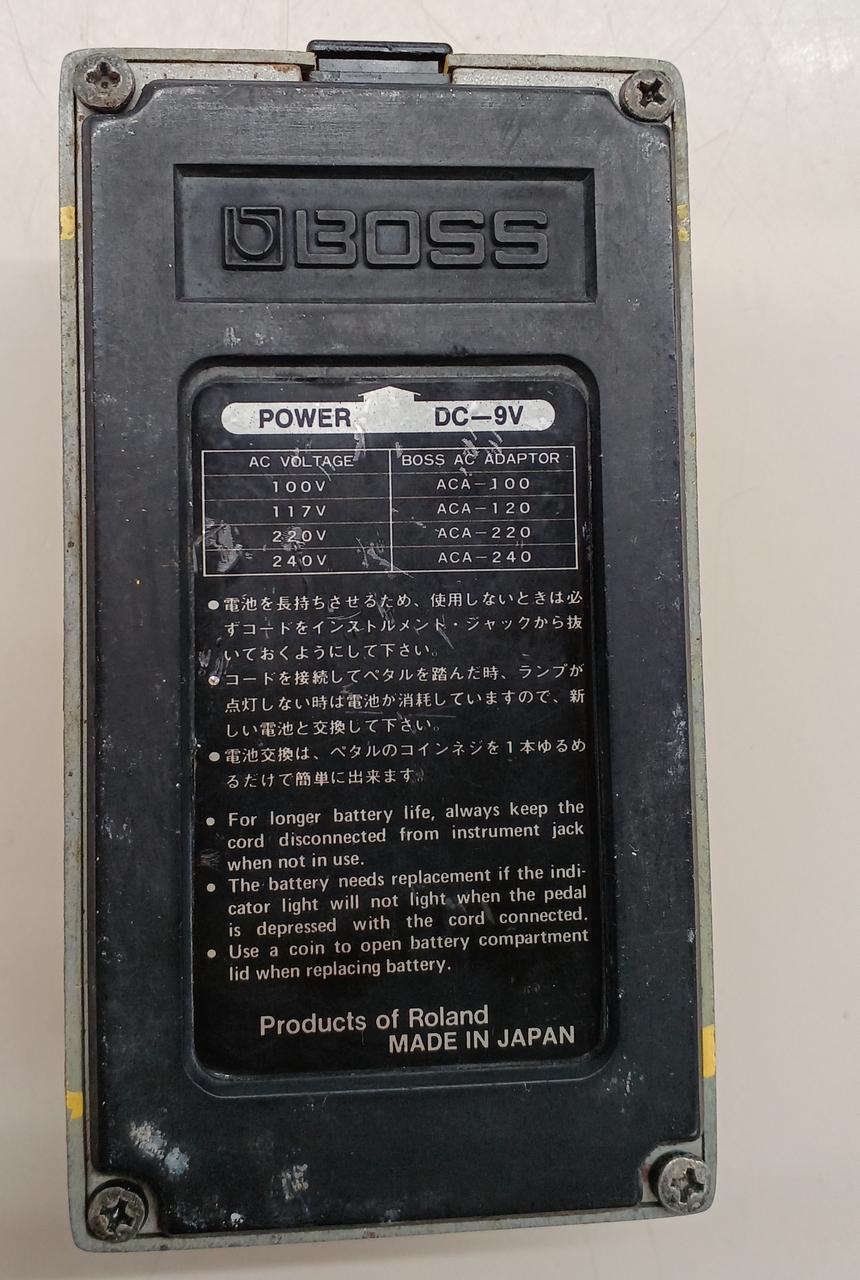 BOSS
POWER DC-9V
AC VOLTAGE BOSS AC ADAPTOR
100V ACA-100
117V ACA-120
220V ACA-220
240V ACA-240
●電池を長持ちさせるため、使用しないときは必
ずコードをインストルメント・ジャックから抜
いておくようにして下さい。
●コードを接続してペタルを踏んだ時、ランプが
点灯しない時は電池が消耗していますので、新
しい電池と交換して下さい。
●電池交換は、ペタルのコインネジを1本ゆるめ
るだけで簡単に出来ます。
● For longer battery life, always keep the
cord disconnected from instrument jack
when not in use.
● The battery needs replacement if the indi-
cator light will not light when the pedal
is depressed with the cord connected.
● Use a coin to open battery compartment
lid when replacing battery.
Products of Roland
MADE IN JAPAN